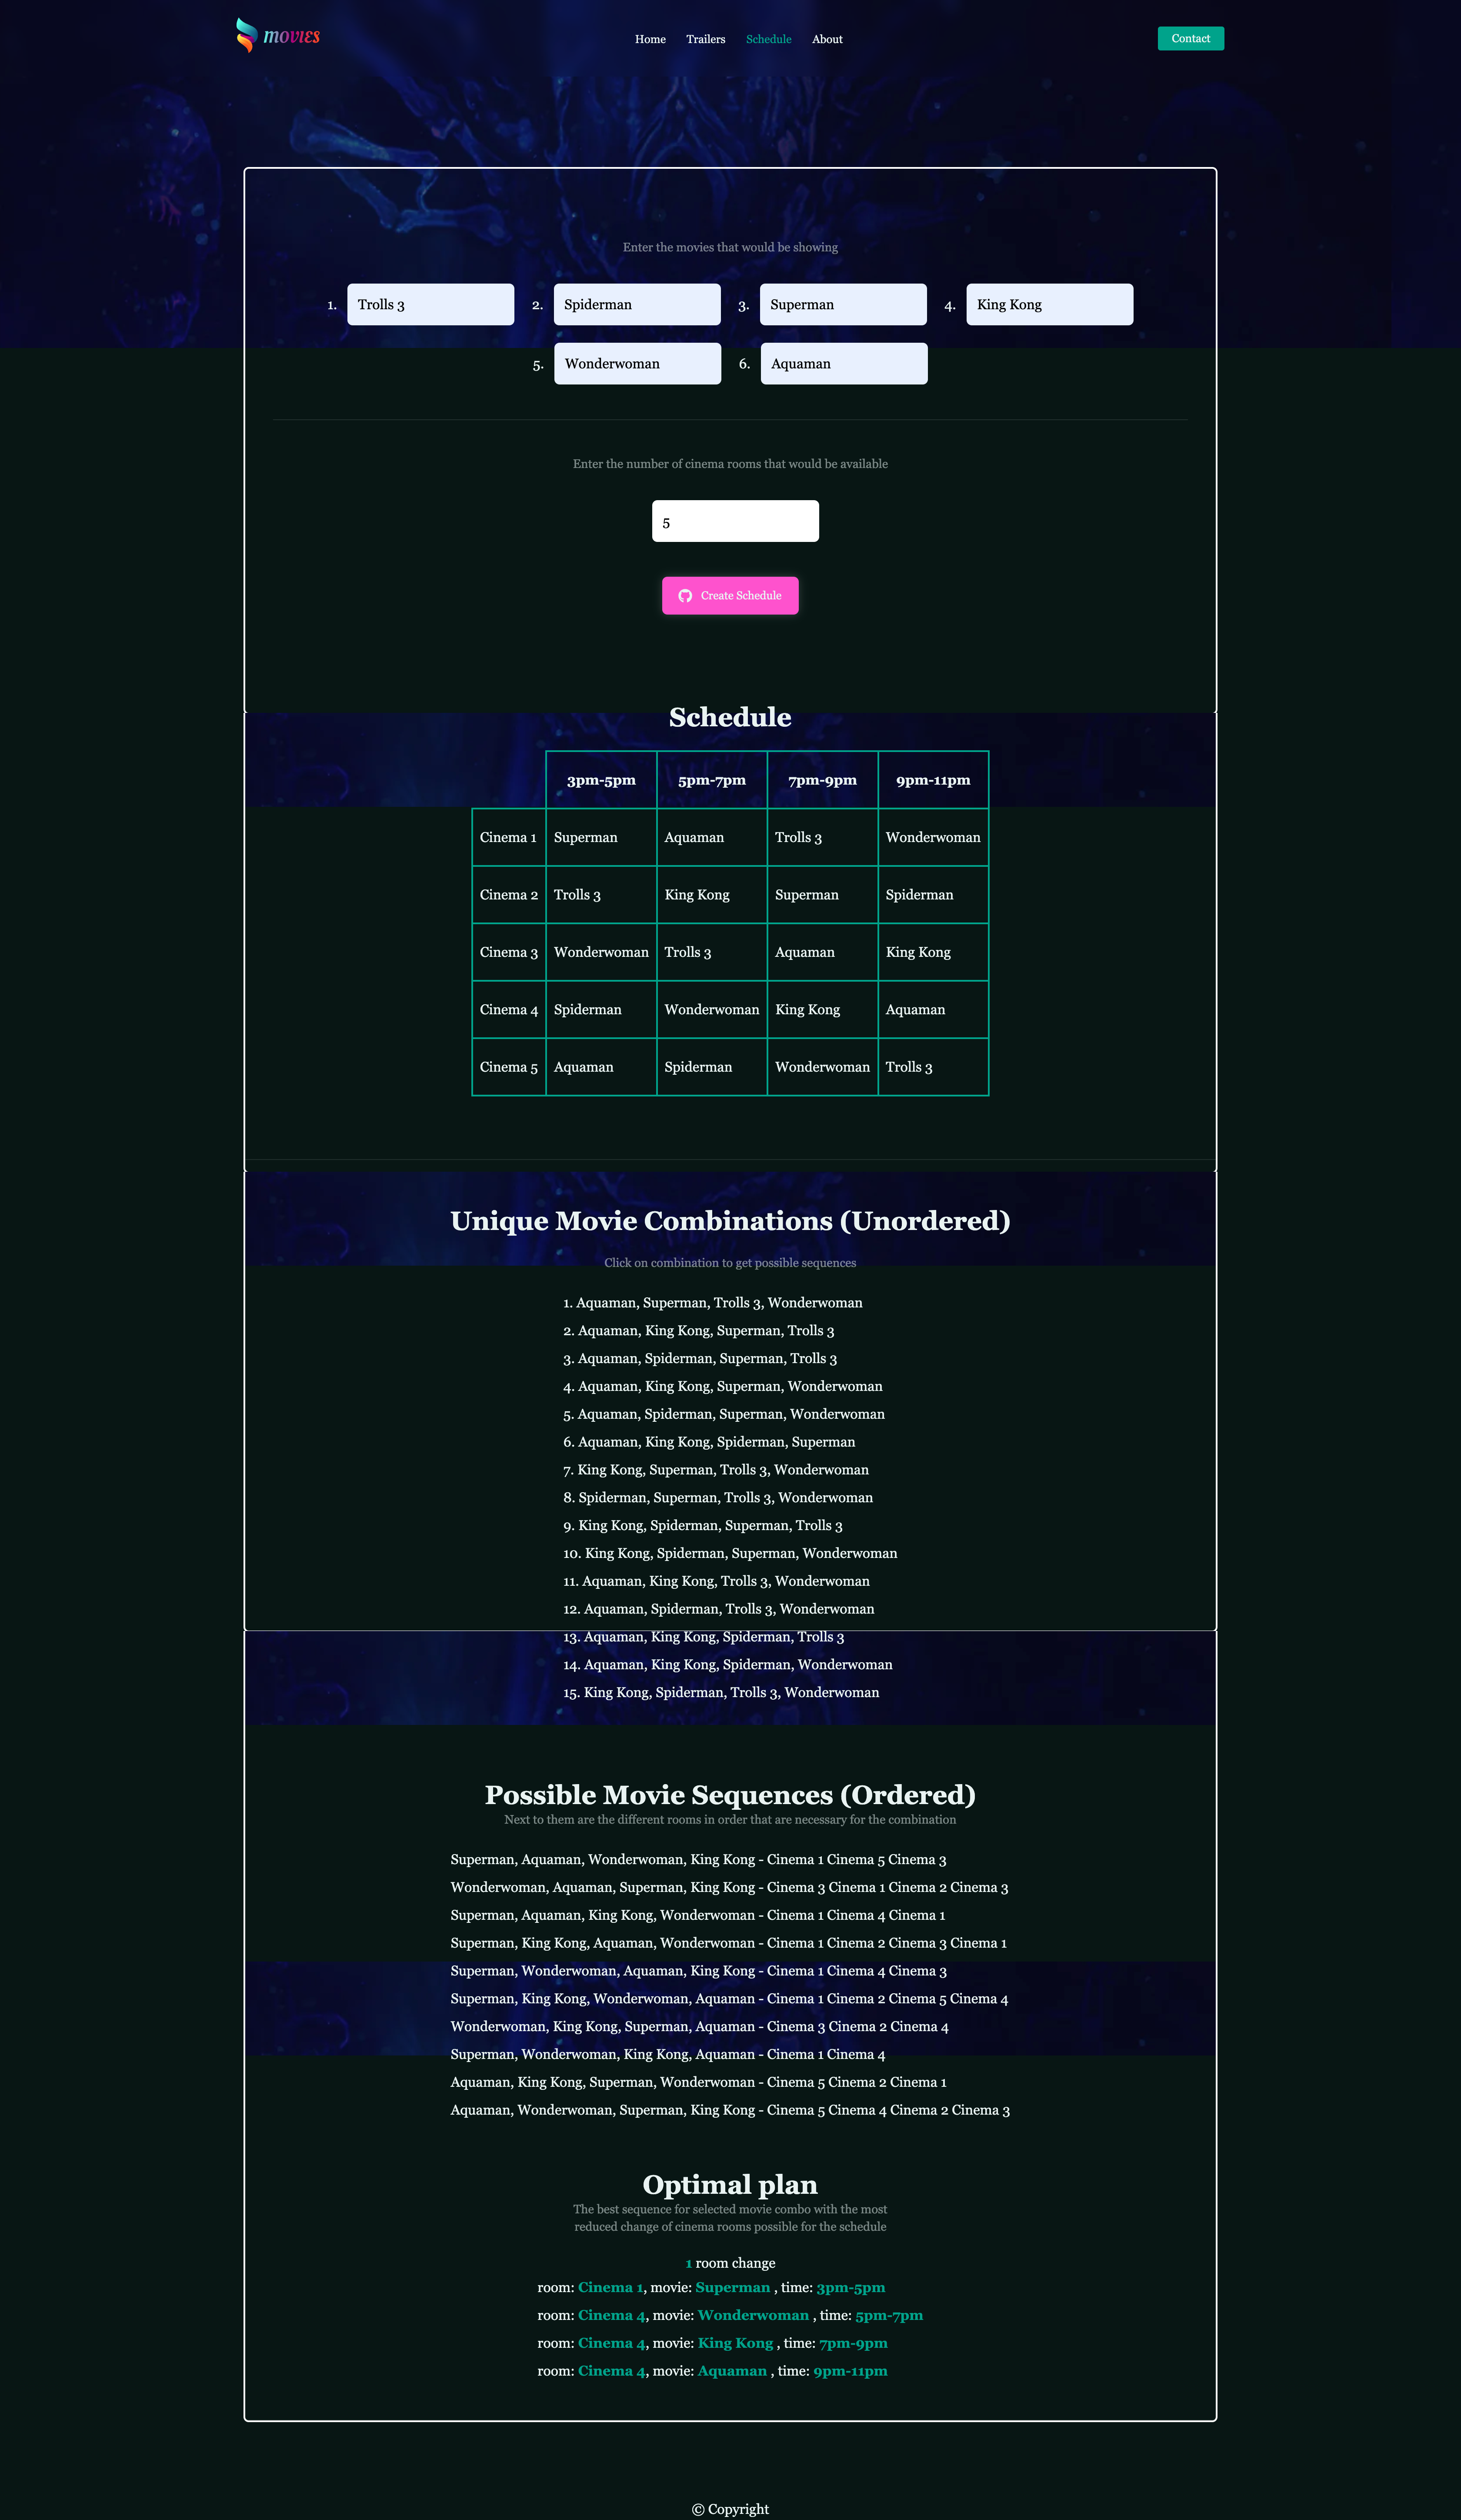 MOVIES
Home Trailers Schedule About
Contact
Enter the movies that would be showing
1. Trolls 3 2. Spiderman 3. Superman 4. King Kong
5. Wonderwoman 6. Aquaman
Enter the number of cinema rooms that would be available
5
Create Schedule
Schedule
3pm-5pm 5pm-7pm 7pm-9pm 9pm-11pm
Cinema 1 Superman Aquaman Trolls 3 Wonderwoman
Cinema 2 Trolls 3 King Kong Superman Spiderman
Cinema 3 Wonderwoman Trolls 3 Aquaman King Kong
Cinema 4 Spiderman Wonderwoman King Kong Aquaman
Cinema 5 Aquaman Spiderman Wonderwoman Trolls 3
Unique Movie Combinations (Unordered)
Click on combination to get possible sequences
1. Aquaman, Superman, Trolls 3, Wonderwoman
2. Aquaman, King Kong, Superman, Trolls 3
3. Aquaman, Spiderman, Superman, Trolls 3
4. Aquaman, King Kong, Superman, Wonderwoman
5. Aquaman, Spiderman, Superman, Wonderwoman
6. Aquaman, King Kong, Spiderman, Superman
7. King Kong, Superman, Trolls 3, Wonderwoman
8. Spiderman, Superman, Trolls 3, Wonderwoman
9. King Kong, Spiderman, Superman, Trolls 3
10. King Kong, Spiderman, Superman, Wonderwoman
11. Aquaman, King Kong, Trolls 3, Wonderwoman
12. Aquaman, Spiderman, Trolls 3, Wonderwoman
13. Aquaman, King Kong, Spiderman, Trolls 3
14. Aquaman, King Kong, Spiderman, Wonderwoman
15. King Kong, Spiderman, Trolls 3, Wonderwoman
Possible Movie Sequences (Ordered)
Next to them are the different rooms in order that are necessary for the combination
Superman, Aquaman, Wonderwoman, King Kong - Cinema 1 Cinema 5 Cinema 3
Wonderwoman, Aquaman, Superman, King Kong - Cinema 3 Cinema 1 Cinema 2 Cinema 3
Superman, Aquaman, King Kong, Wonderwoman - Cinema 1 Cinema 4 Cinema 1
Superman, King Kong, Aquaman, Wonderwoman - Cinema 1 Cinema 2 Cinema 3 Cinema 1
Superman, Wonderwoman, Aquaman, King Kong - Cinema 1 Cinema 4 Cinema 3
Superman, King Kong, Wonderwoman, Aquaman - Cinema 1 Cinema 2 Cinema 5 Cinema 4
Wonderwoman, King Kong, Superman, Aquaman - Cinema 3 Cinema 2 Cinema 4
Superman, Wonderwoman, King Kong, Aquaman - Cinema 1 Cinema 4
Aquaman, King Kong, Superman, Wonderwoman - Cinema 5 Cinema 2 Cinema 1
Aquaman, Wonderwoman, Superman, King Kong - Cinema 5 Cinema 4 Cinema 2 Cinema 3
Optimal plan
The best sequence for selected movie combo with the most
reduced change of cinema rooms possible for the schedule
1 room change
room: Cinema 1, movie: Superman , time: 3pm-5pm
room: Cinema 4, movie: Wonderwoman , time: 5pm-7pm
room: Cinema 4, movie: King Kong , time: 7pm-9pm
room: Cinema 4, movie: Aquaman , time: 9pm-11pm
© Copyright